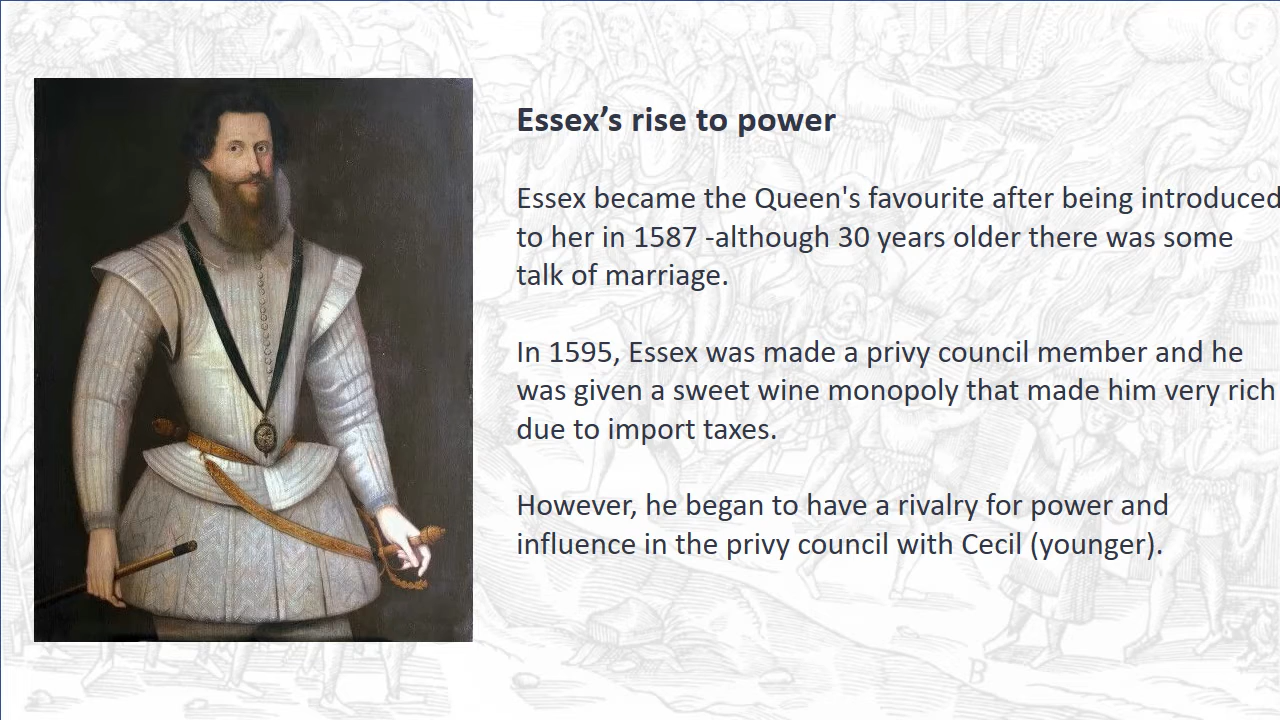 Essex’s rise to power
Essex became the Queen's favourite after being introduced
to her in 1587 -although 30 years older there was some
talk of marriage.
In 1595, Essex was made a privy council member and he
was given a sweet wine monopoly that made him very rich
due to import taxes.
However, he began to have a rivalry for power and
influence in the privy council with Cecil (younger).
B